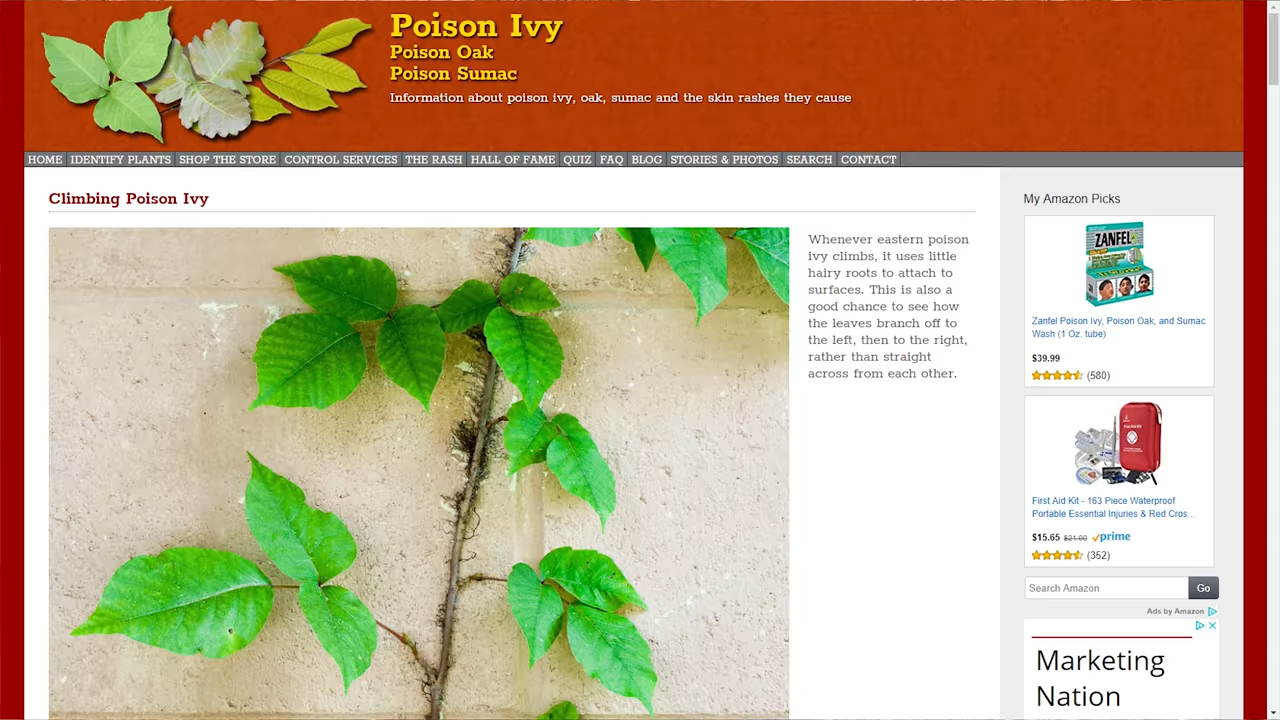 Poison Ivy
Poison Oak
Poison Sumac
Information about poison ivy, oak, sumac and the skin rashes they cause
HOME IDENTIFY PLANTS SHOP THE STORE CONTROL SERVICES THE RASH HALL OF FAME QUIZ FAQ BLOG STORIES & PHOTOS SEARCH CONTACT
Climbing Poison Ivy
Whenever eastern poison
ivy climbs, it uses little
hairy roots to attach to
surfaces. This is also a
good chance to see how
the leaves branch off to
the left, then to the right,
rather than straight
across from each other.
My Amazon Picks
ZANFEL
Zanfel Poison Ivy, Poison Oak, and Sumac
Wash (1 Oz. tube)
$39.99
(580)
First Aid Kit - 163 Piece Waterproof
Portable Essential Injuries & Red Cros...
$15.65 $21.00 prime
(352)
Search Amazon Go
Ads by Amazon
Marketing
Nation